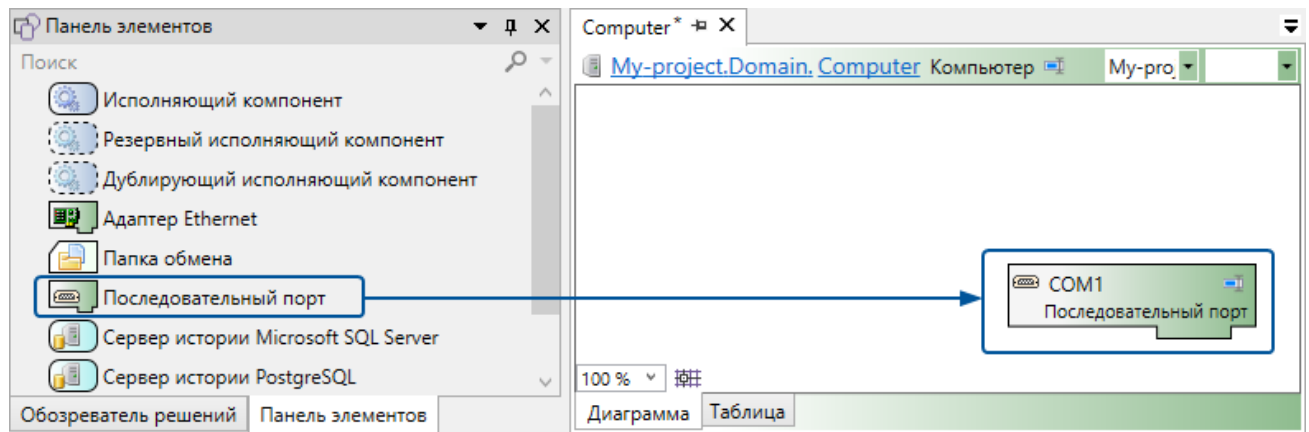 Панель элементов
Поиск
Исполняющий компонент
Резервный исполняющий компонент
Дублирующий исполняющий компонент
Адаптер Ethernet
Папка обмена
Последовательный порт
Сервер истории Microsoft SQL Server
Сервер истории PostgreSQL
Обозреватель решений Панель элементов
Computer*
My-project.Domain. Computer Компьютер My-proj
COM1
Последовательный порт
100 %
Диаграмма Таблица